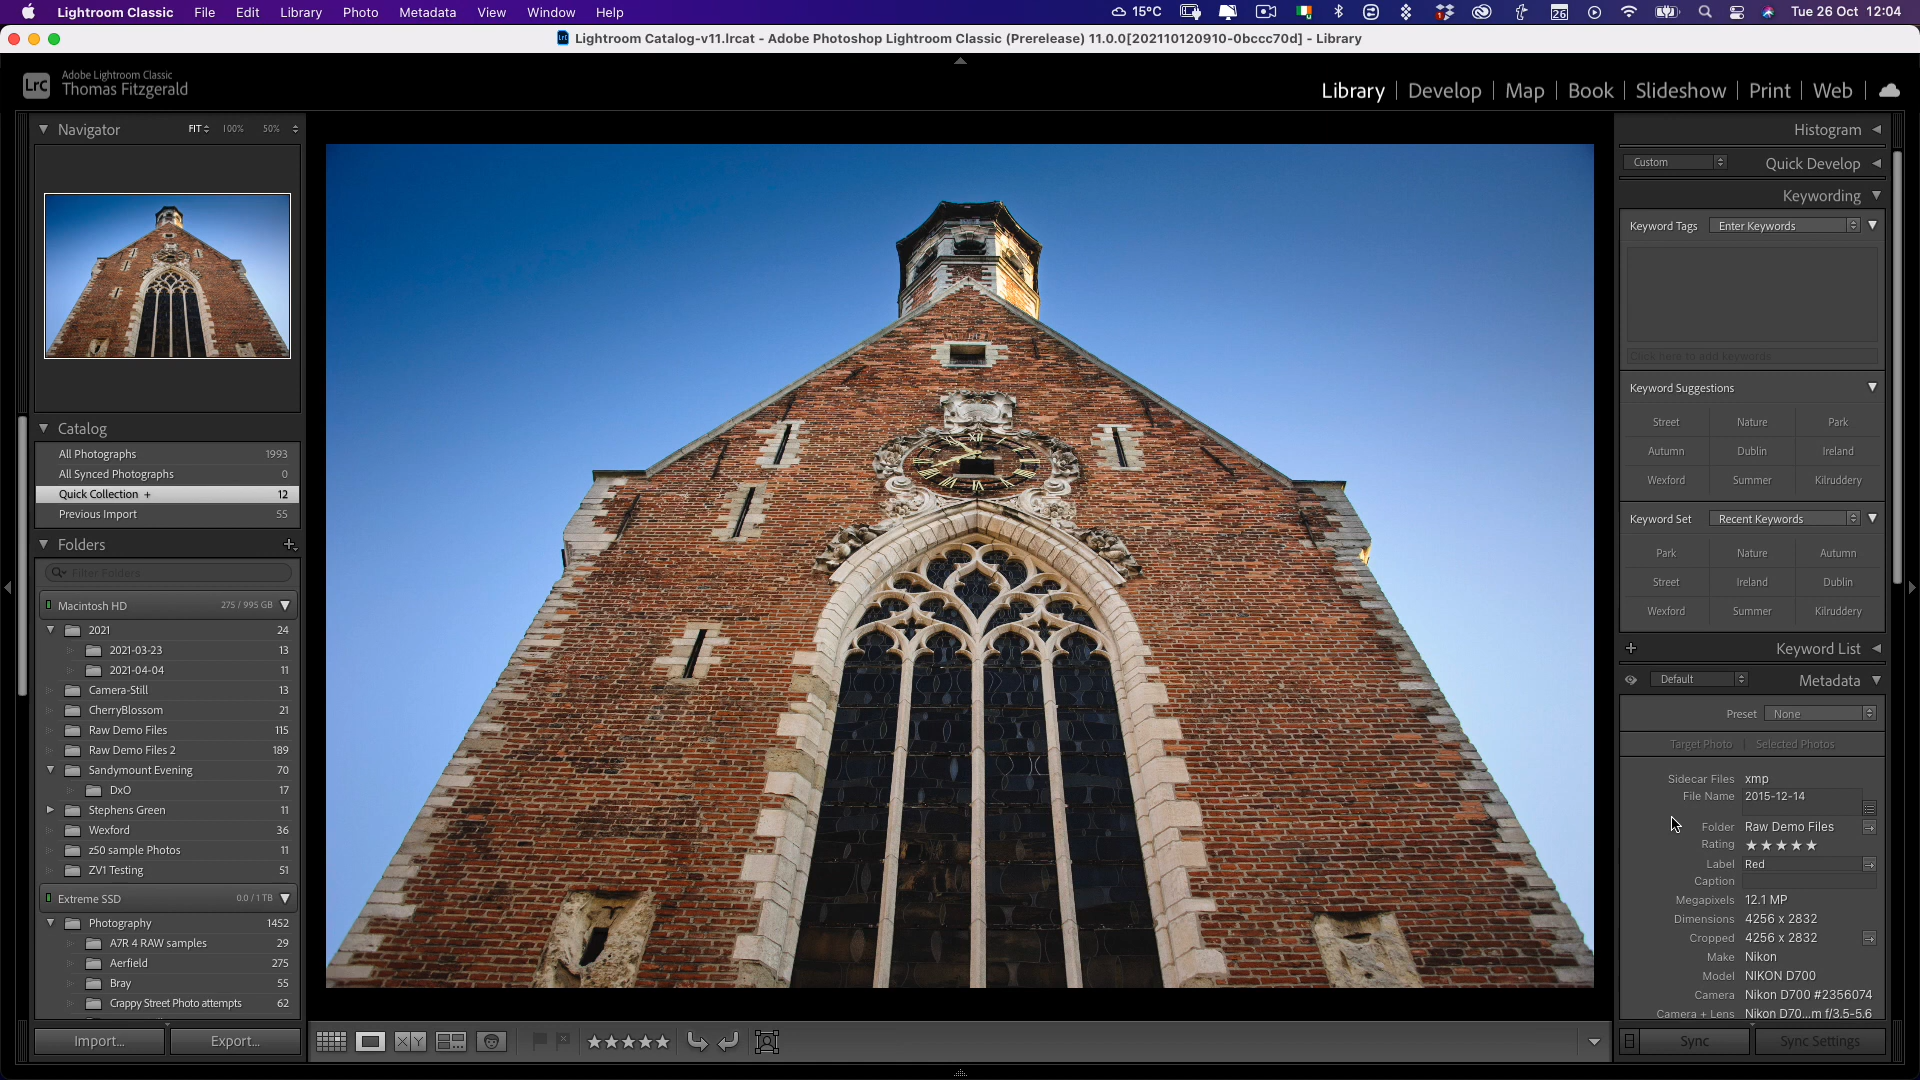 Lightroom Classic File Edit Library Photo Metadata View Window Help 15°C 26 Tue 26 Oct 12:04
Lightroom Catalog-v11.lrcat - Adobe Photoshop Lightroom Classic (Prerelease) 11.0.0[202110120910-0bccc70d] - Library
LrC
Adobe Lightroom Classic
Thomas Fitzgerald
Library | Develop | Map | Book | Slideshow | Print | Web
Navigator FIT 100% 50%
Catalog
All Photographs 1993
All Synced Photographs 0
Quick Collection + 12
Previous Import 55
Folders
Filter Folders
Macintosh HD 275 / 995 GB
2021 24
2021-03-23 13
2021-04-04 11
Camera-Still 13
CherryBlossom 21
Raw Demo Files 115
Raw Demo Files 2 189
Sandymount Evening 70
DxO 17
Stephens Green 11
Wexford 36
z50 sample Photos 11
ZV1 Testing 51
Extreme SSD 0.0 / 1 TB
Photography 1452
A7R 4 RAW samples 29
Aerfield 275
Bray 55
Crappy Street Photo attempts 62
Import...
Export...
XY
Histogram
Custom Quick Develop
Keywording
Keyword Tags Enter Keywords
Click here to add keywords
Keyword Suggestions
Street Nature Park
Autumn Dublin Ireland
Wexford Summer Kilruddery
Keyword Set Recent Keywords
Park Nature Autumn
Street Ireland Dublin
Wexford Summer Kilruddery
+ Keyword List
Default Metadata
Preset None
Target Photo Selected Photos
Sidecar Files xmp
File Name 2015-12-14
Folder Raw Demo Files
Rating ★★★★★
Label Red
Caption
Megapixels 12.1 MP
Dimensions 4256 x 2832
Cropped 4256 x 2832
Make Nikon
Model NIKON D700
Camera Nikon D700 #2356074
Camera + Lens Nikon D70...m f/3.5-5.6
Sync
Sync Settings